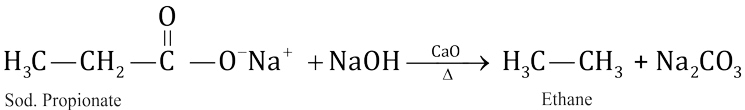 O
H₃C—CH₂—C—O⁻Na⁺ + NaOH CaO Δ → H₃C—CH₃ + Na₂CO₃
Sod. Propionate Ethane